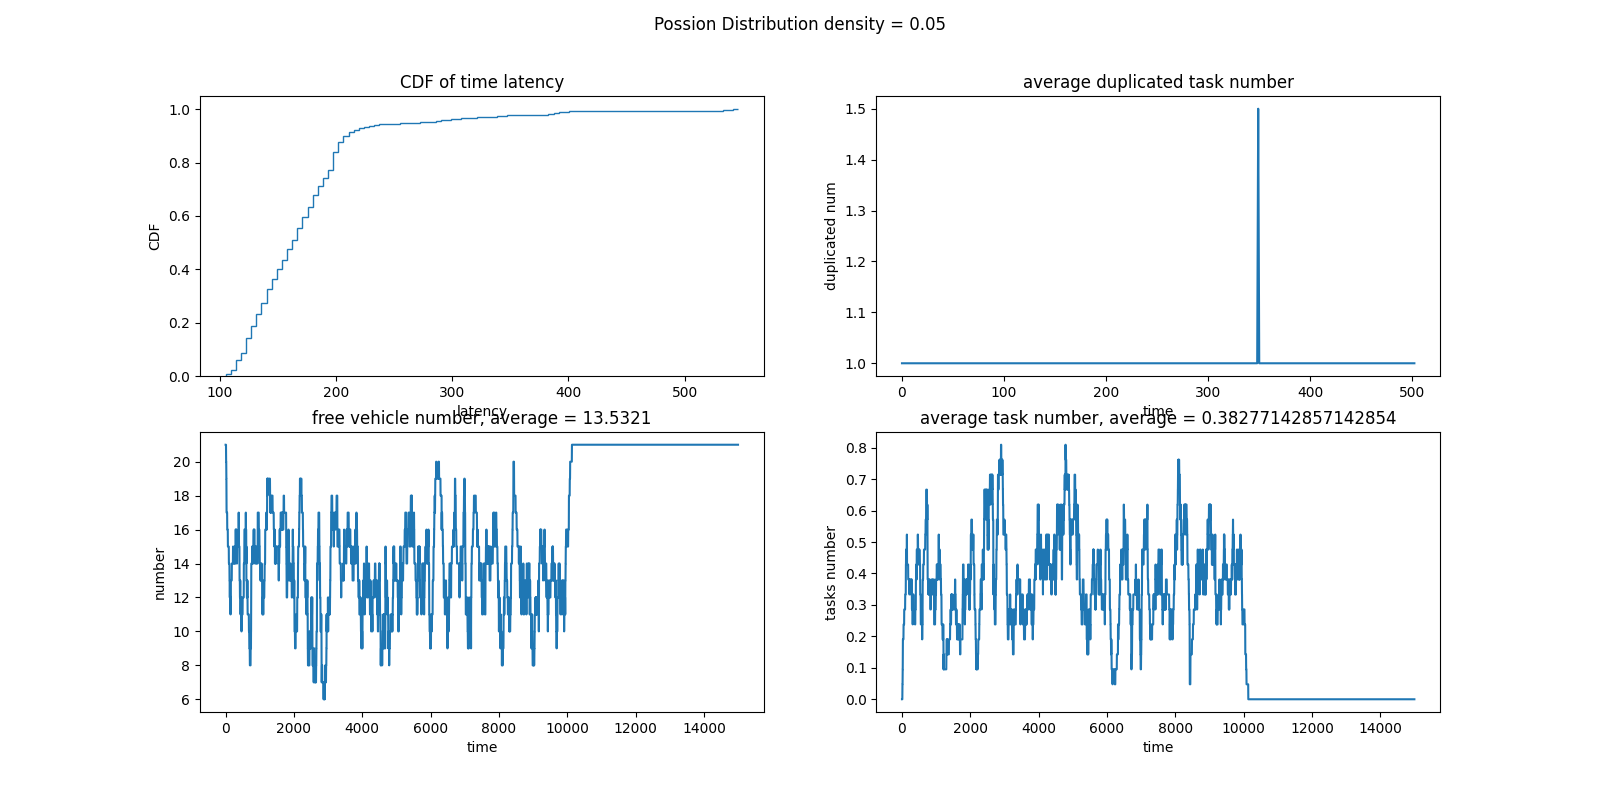 Possion Distribution density = 0.05
CDF of time latency
1.0
0.8
0.6
0.4
0.2
0.0
CDF
100 200 300 400 500
latency
average duplicated task number
1.5
1.4
1.3
1.2
1.1
1.0
duplicated num
0 100 200 300 400 500
time
free vehicle number, average = 13.5321
20
18
16
14
12
10
8
6
number
0 2000 4000 6000 8000 10000 12000 14000
time
average task number, average = 0.38277142857142854
0.8
0.7
0.6
0.5
0.4
0.3
0.2
0.1
0.0
tasks number
0 2000 4000 6000 8000 10000 12000 14000
time